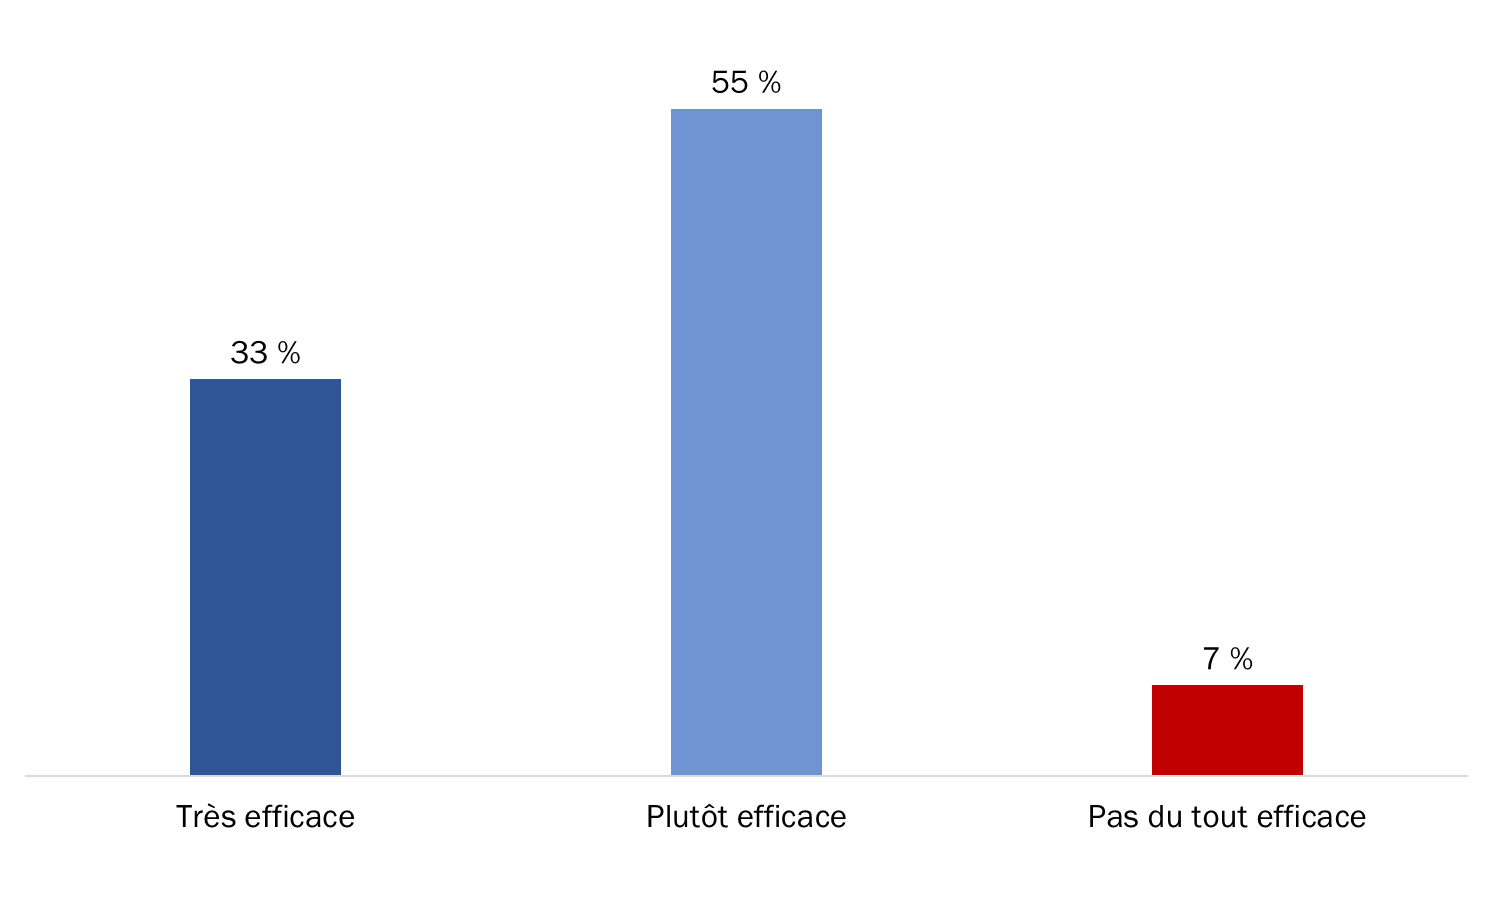 55 %
33 %
7 %
Très efficace
Plutôt efficace
Pas du tout efficace